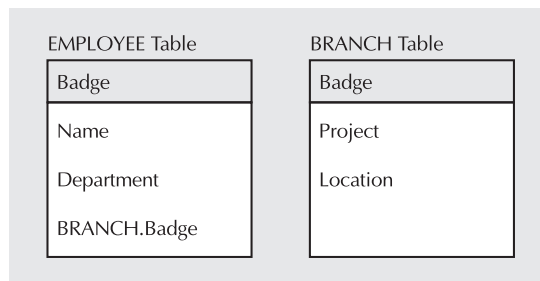 EMPLOYEE Table
Badge
Name
Department
BRANCH.Badge
BRANCH Table
Badge
Project
Location